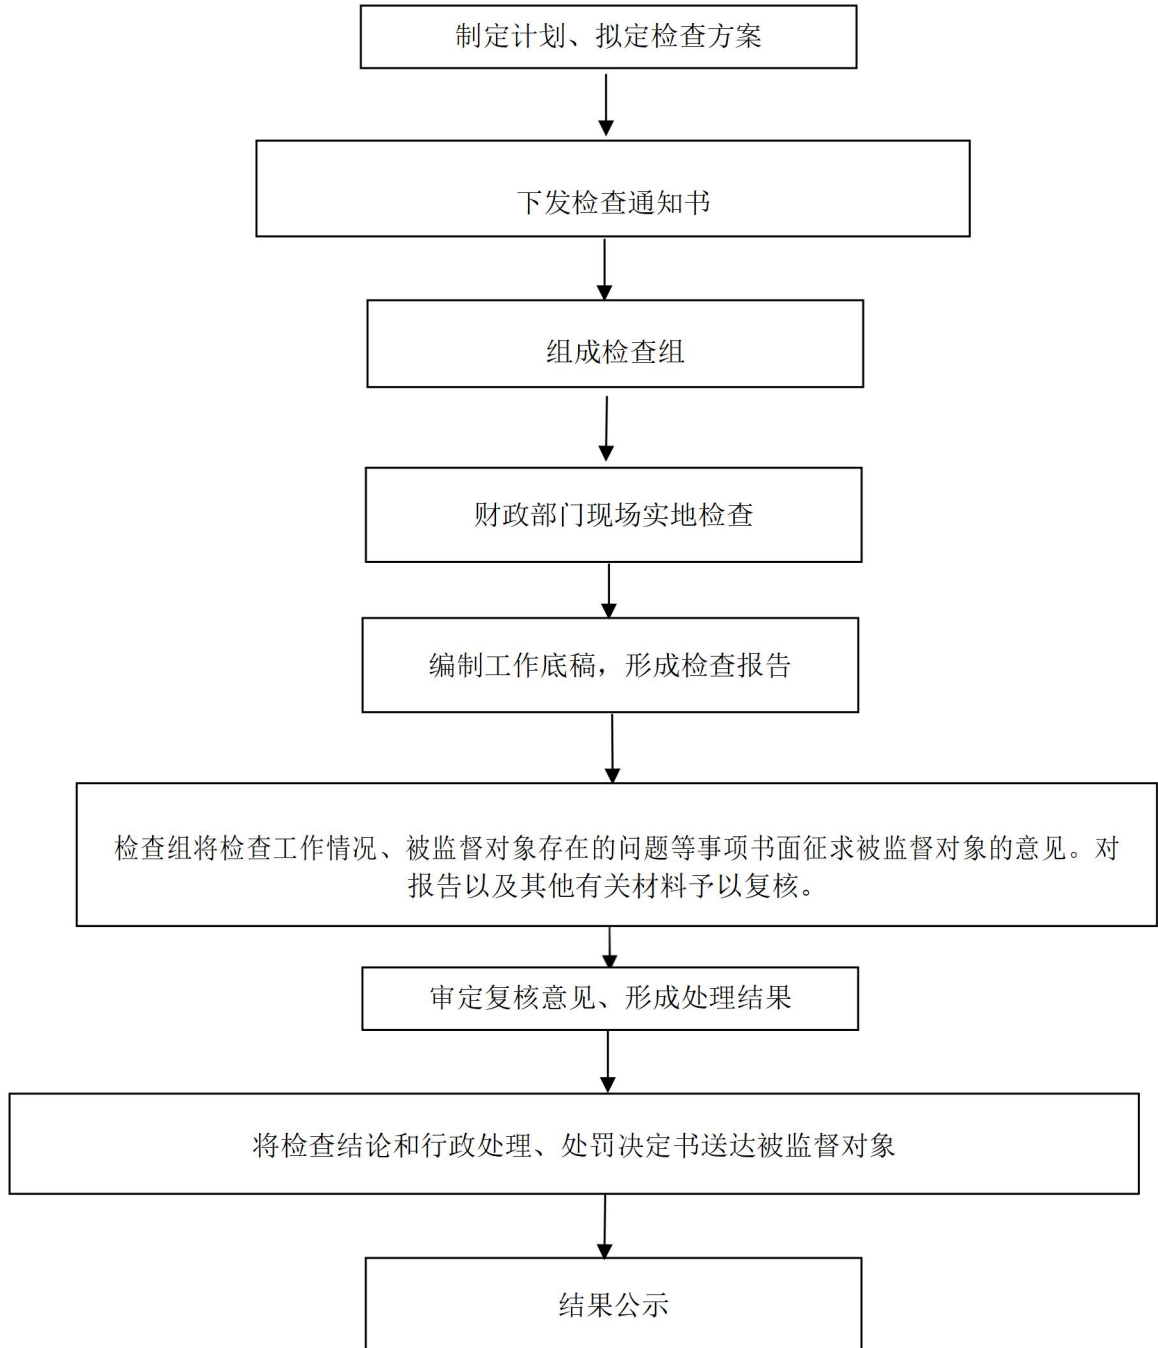 制定计划、拟定检查方案
下发检查通知书
组成检查组
财政部门现场实地检查
编制工作底稿，形成检查报告
检查组将检查工作情况、被监督对象存在的问题等事项书面征求被监督对象的意见。对
报告以及其他有关材料予以复核。
审定复核意见、形成处理结果
将检查结论和行政处理、处罚决定书送达被监督对象
结果公示